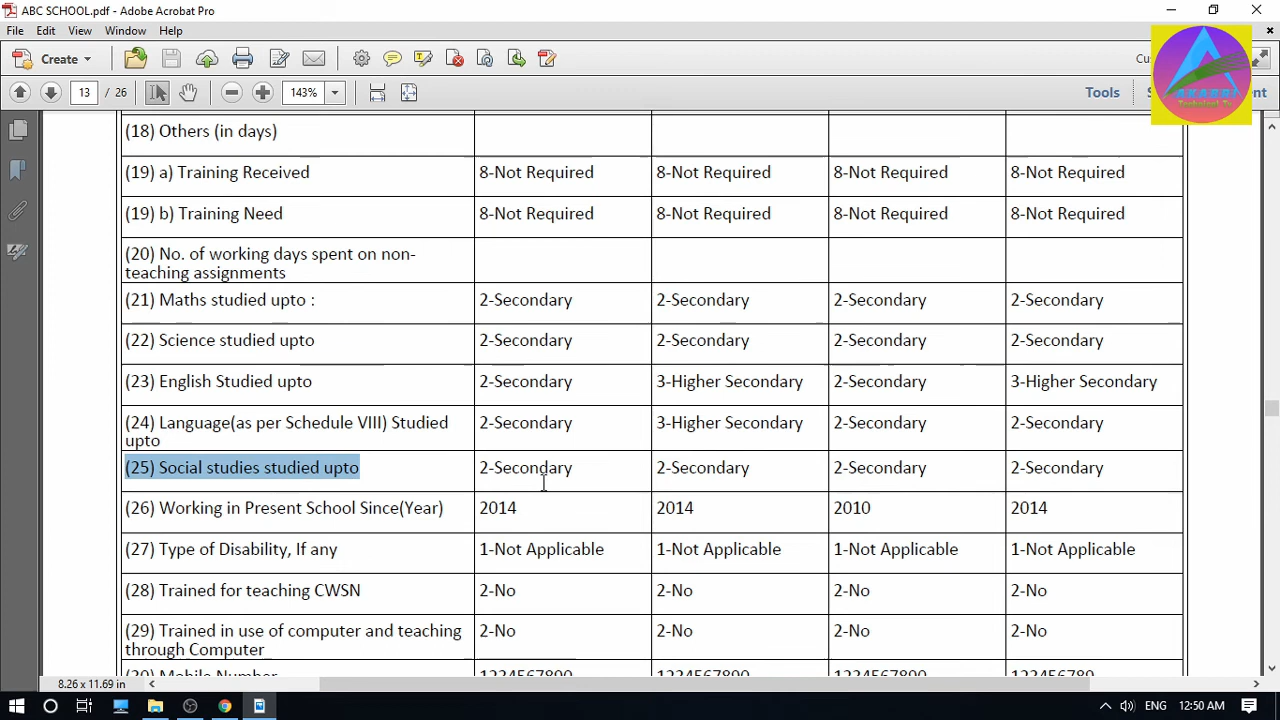 ABC SCHOOL.pdf - Adobe Acrobat Pro
File Edit View Window Help
Create
13 / 26 143% Tools
(18) Others (in days)
(19) a) Training Received 8-Not Required 8-Not Required 8-Not Required 8-Not Required
(19) b) Training Need 8-Not Required 8-Not Required 8-Not Required 8-Not Required
(20) No. of working days spent on non-
teaching assignments
(21) Maths studied upto : 2-Secondary 2-Secondary 2-Secondary 2-Secondary
(22) Science studied upto 2-Secondary 2-Secondary 2-Secondary 2-Secondary
(23) English Studied upto 2-Secondary 3-Higher Secondary 2-Secondary 3-Higher Secondary
(24) Language(as per Schedule VIII) Studied
upto 2-Secondary 3-Higher Secondary 2-Secondary 2-Secondary
(25) Social studies studied upto 2-Secondary 2-Secondary 2-Secondary 2-Secondary
(26) Working in Present School Since(Year) 2014 2014 2010 2014
(27) Type of Disability, If any 1-Not Applicable 1-Not Applicable 1-Not Applicable 1-Not Applicable
(28) Trained for teaching CWSN 2-No 2-No 2-No 2-No
(29) Trained in use of computer and teaching
through Computer 2-No 2-No 2-No 2-No
(30) Mobile Number 1234567890 1234567890 1234567890 123456789
8.26 x 11.69 in
ENG 12:50 AM